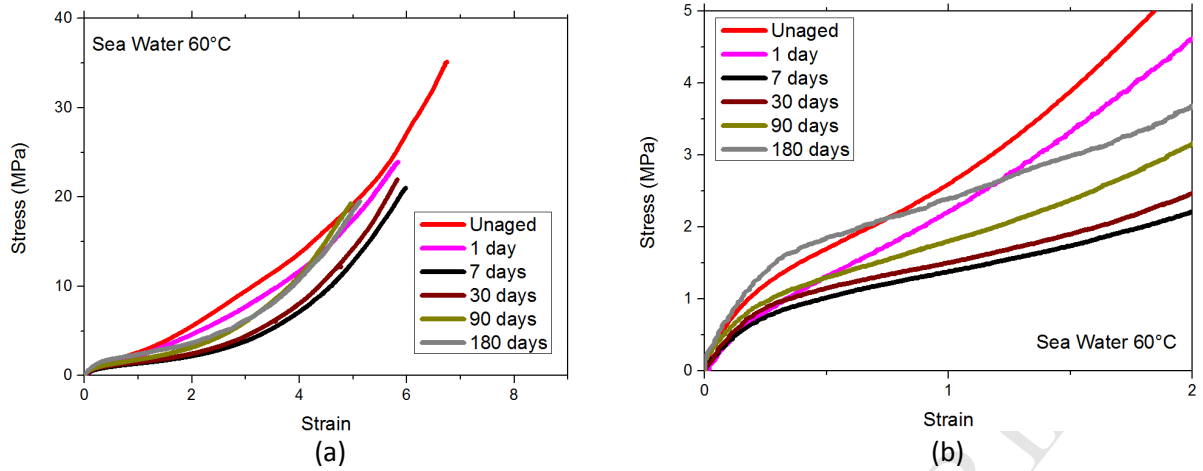 Sea Water 60°C
Stress (MPa)
40
30
20
10
0
0
2
4
6
8
Strain
Unaged
1 day
7 days
30 days
90 days
180 days
(a)
Stress (MPa)
5
4
3
2
1
0
0
1
2
Strain
Unaged
1 day
7 days
30 days
90 days
180 days
Sea Water 60°C
(b)